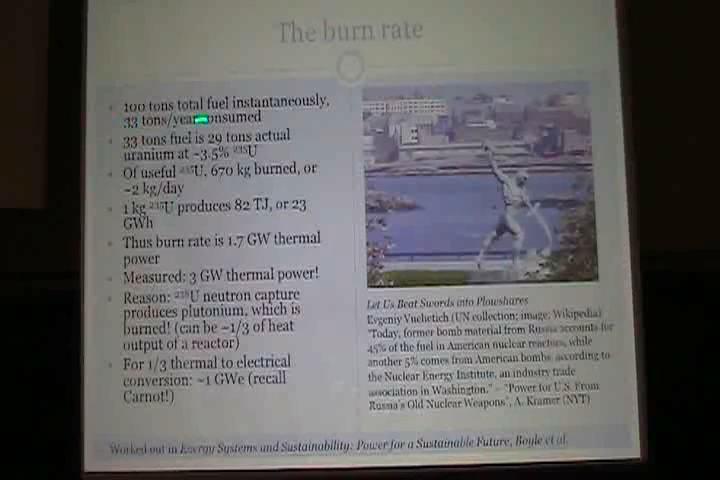 The burn rate
100 tons total fuel instantaneously,
33 tons/year consumed
33 tons fuel is 29 tons actual
uranium at ~3.5% ²³⁵U
Of useful ²³⁵U, 670 kg burned, or
~2 kg/day
1 kg ²³⁵U produces 82 TJ, or 23
GWh
Thus burn rate is 1.7 GW thermal
power
Measured: 3 GW thermal power!
Reason: ²³⁸U neutron capture
produces plutonium, which is
burned! (can be ~1/3 of heat
output of a reactor)
For 1/3 thermal to electrical
conversion: ~1 GWe (recall
Carnot!)
Let Us Beat Swords into Plowshares
Evgeniy Vuchetich (UN collection; image: Wikipedia)
"Today, former bomb material from Russia accounts for
45% of the fuel in American nuclear reactors, while
another 5% comes from American bombs, according to
the Nuclear Energy Institute, an industry trade
association in Washington." – "Power for U.S. From
Russia's Old Nuclear Weapons", A. Kramer (NYT)
Worked out in Energy Systems and Sustainability: Power for a Sustainable Future, Boyle et al.